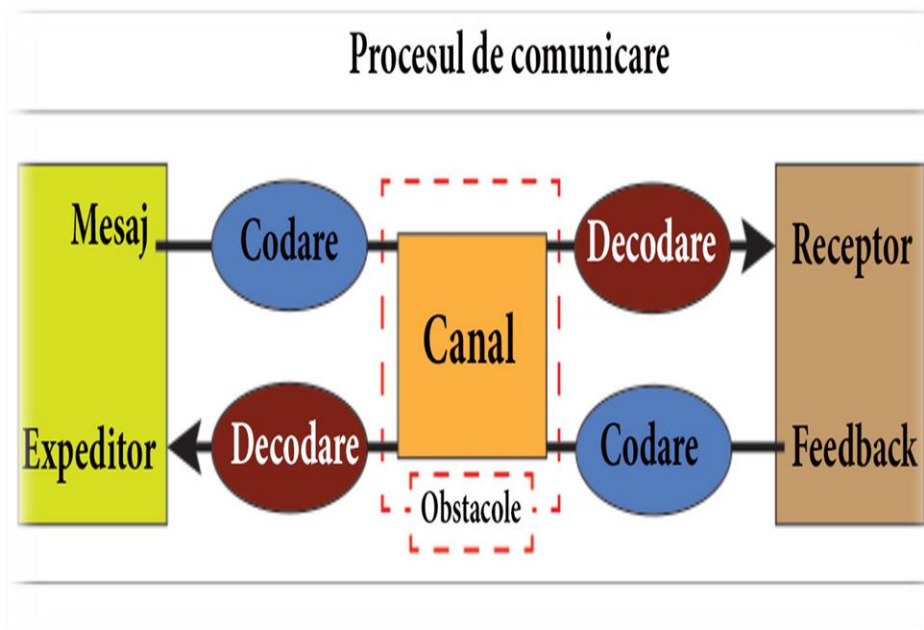 Procesul de comunicare
Mesaj
Codare
Canal
Decodare
Receptor
Expeditor
Decodare
Obstacole
Codare
Feedback